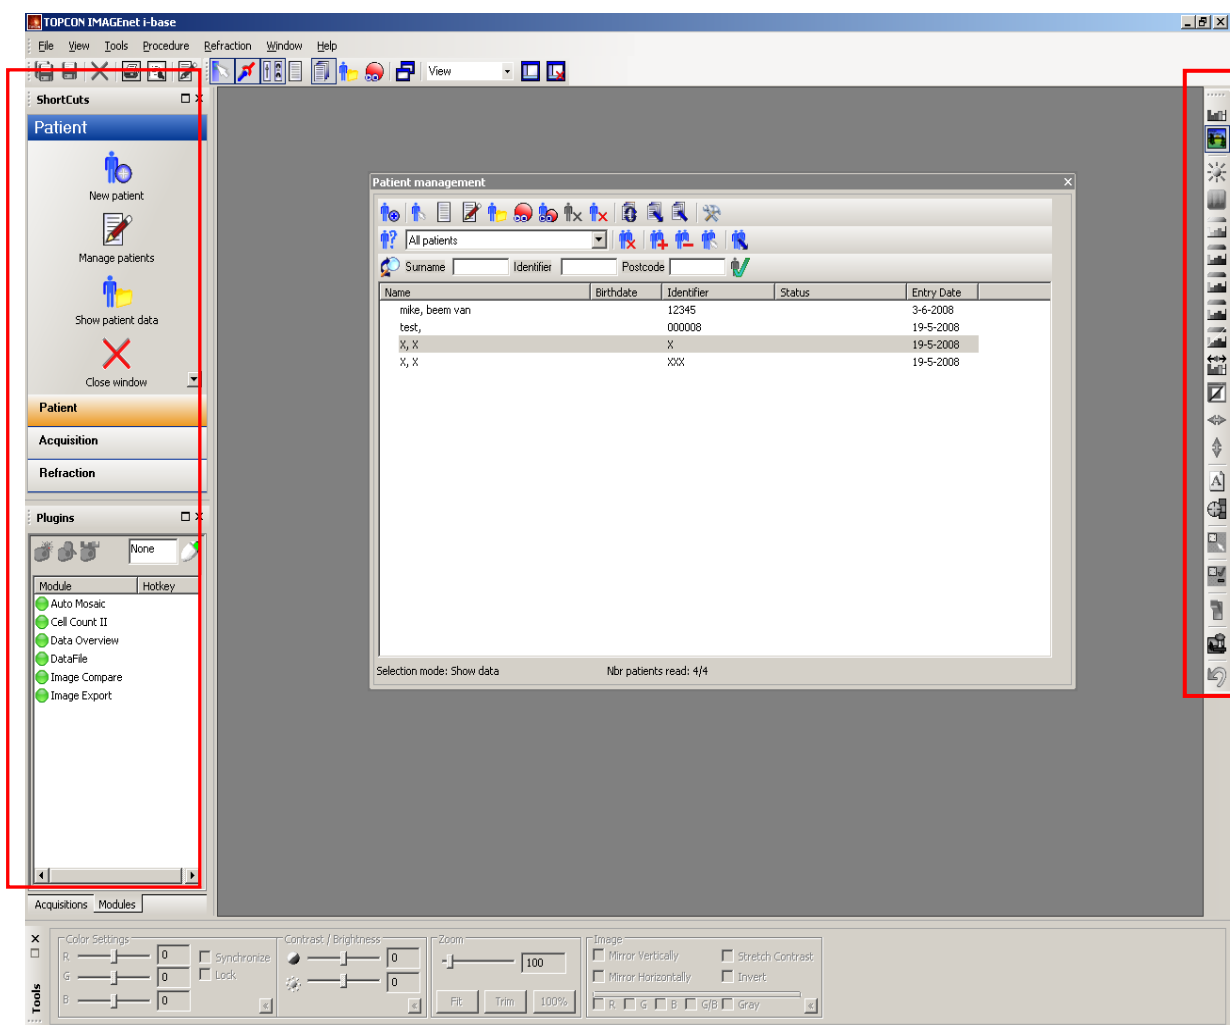 TOPCON IMAGEnet i-base
File View Tools Procedure Refraction Window Help
View
ShortCuts
Patient
New patient
Manage patients
Show patient data
Close window
Patient
Acquisition
Refraction
Plugins
None
Module Hotkey
Auto Mosaic
Cell Count II
Data Overview
DataFile
Image Compare
Image Export
Acquisitions Modules
Patient management
All patients
Surname Identifier Postcode
Name Birthdate Identifier Status Entry Date
mike, beem van 12345 3-6-2008
test, 000008 19-5-2008
X, X X 19-5-2008
X, X XXX 19-5-2008
Selection mode: Show data Nbr patients read: 4/4
Tools
Color Settings
R 0 Synchronize
G 0 Lock
B 0
Contrast / Brightness
0
0
Zoom
100
Fit Trim 100%
Image
Mirror Vertically Stretch Contrast
Mirror Horizontally Invert
R G B G/B Gray